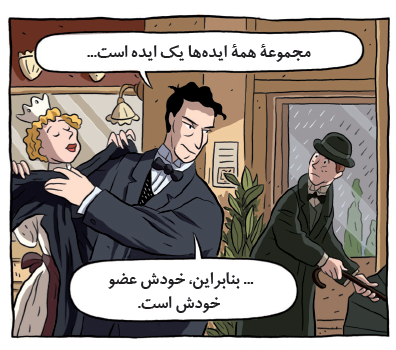 مجموعهٔ همهٔ ایده‌ها یک ایده است...
... بنابراین، خودش عضو
خودش است.